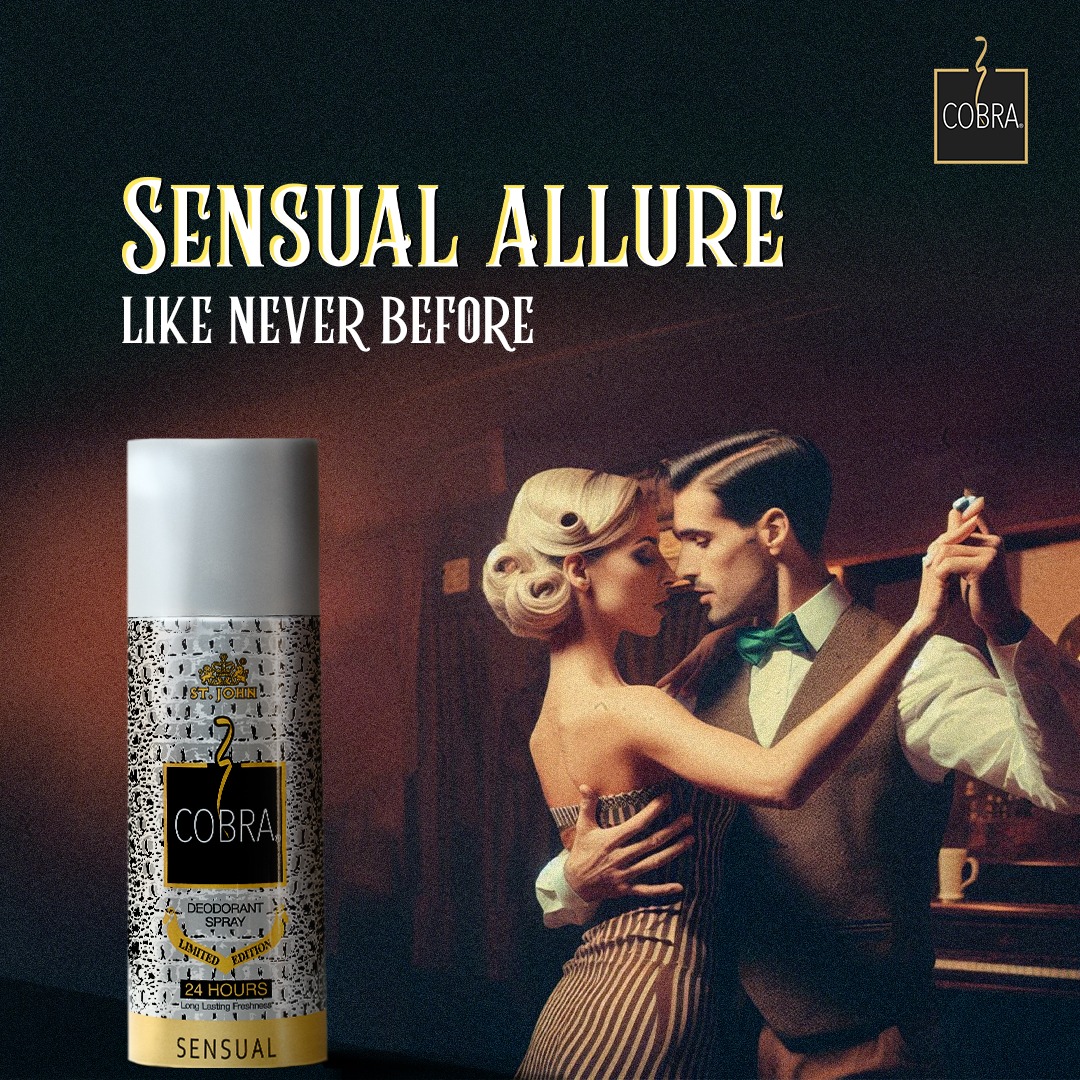 COBRA
SENSUAL ALLURE
LIKE NEVER BEFORE
ST. JOHN
COBRA
DEODORANT
SPRAY
LIMITED EDITION
24 HOURS
Long Lasting Freshness
SENSUAL